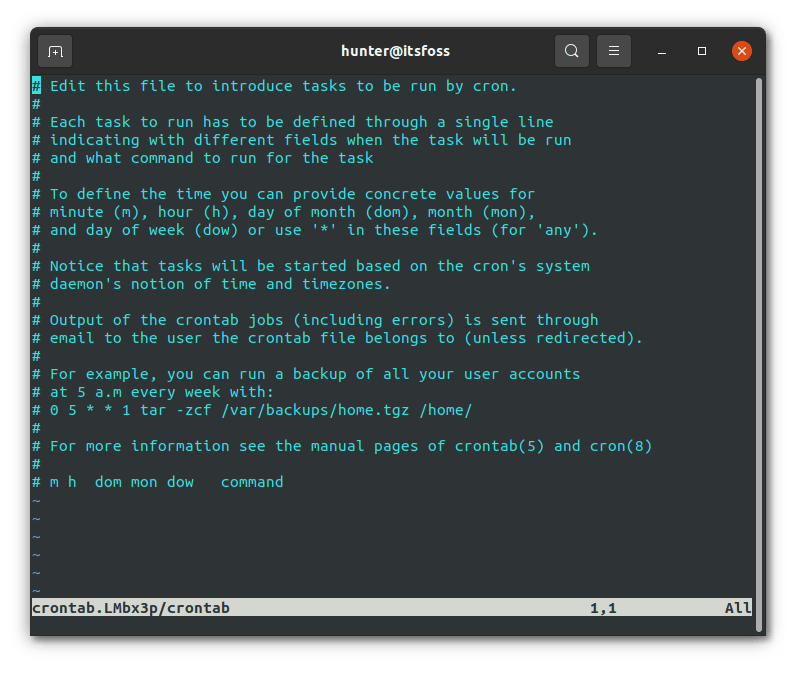 hunter@itsfoss
# Edit this file to introduce tasks to be run by cron.
#
# Each task to run has to be defined through a single line
# indicating with different fields when the task will be run
# and what command to run for the task
#
# To define the time you can provide concrete values for
# minute (m), hour (h), day of month (dom), month (mon),
# and day of week (dow) or use '*' in these fields (for 'any').
#
# Notice that tasks will be started based on the cron's system
# daemon's notion of time and timezones.
#
# Output of the crontab jobs (including errors) is sent through
# email to the user the crontab file belongs to (unless redirected).
#
# For example, you can run a backup of all your user accounts
# at 5 a.m every week with:
# 0 5 * * 1 tar -zcf /var/backups/home.tgz /home/
#
# For more information see the manual pages of crontab(5) and cron(8)
#
# m h  dom mon dow   command
~
~
~
~
~
~
crontab.LMbx3p/crontab 1,1 All